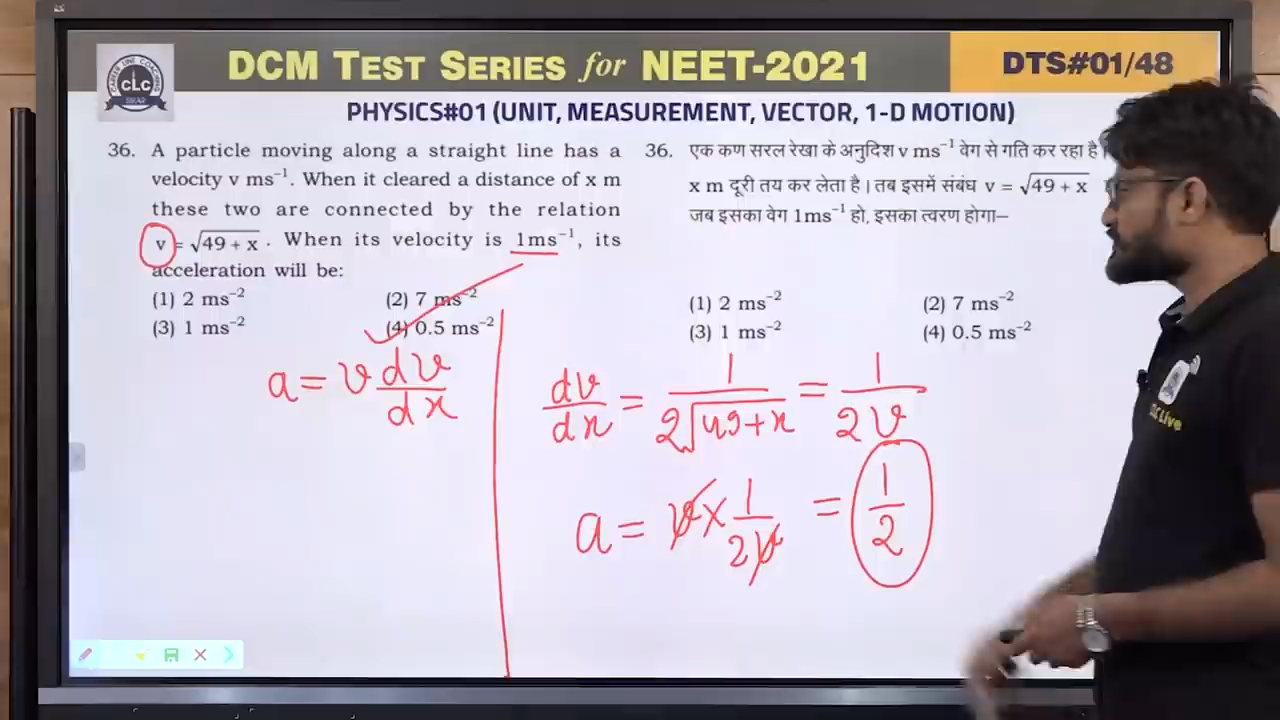 DCM TEST SERIES for NEET-2021
DTS#01/48
CLC
SIKAR
PHYSICS#01 (UNIT, MEASUREMENT, VECTOR, 1-D MOTION)
36. A particle moving along a straight line has a
velocity v ms⁻¹. When it cleared a distance of x m
these two are connected by the relation
v = √49 + x . When its velocity is 1ms⁻¹, its
acceleration will be:
(1) 2 ms⁻²
(2) 7 ms⁻²
(3) 1 ms⁻²
(4) 0.5 ms⁻²
36. एक कण सरल रेखा के अनुदिश v ms⁻¹ वेग से गति कर रहा है।
x m दूरी तय कर लेता है। तब इसमें संबंध v = √49 + x
जब इसका वेग 1ms⁻¹ हो, इसका त्वरण होगा–
(1) 2 ms⁻²
(2) 7 ms⁻²
(3) 1 ms⁻²
(4) 0.5 ms⁻²
a = v dv/dx
dv/dx = 1/2√49+x = 1/2v
a = v × 1/2v = 1/2
CLC Live